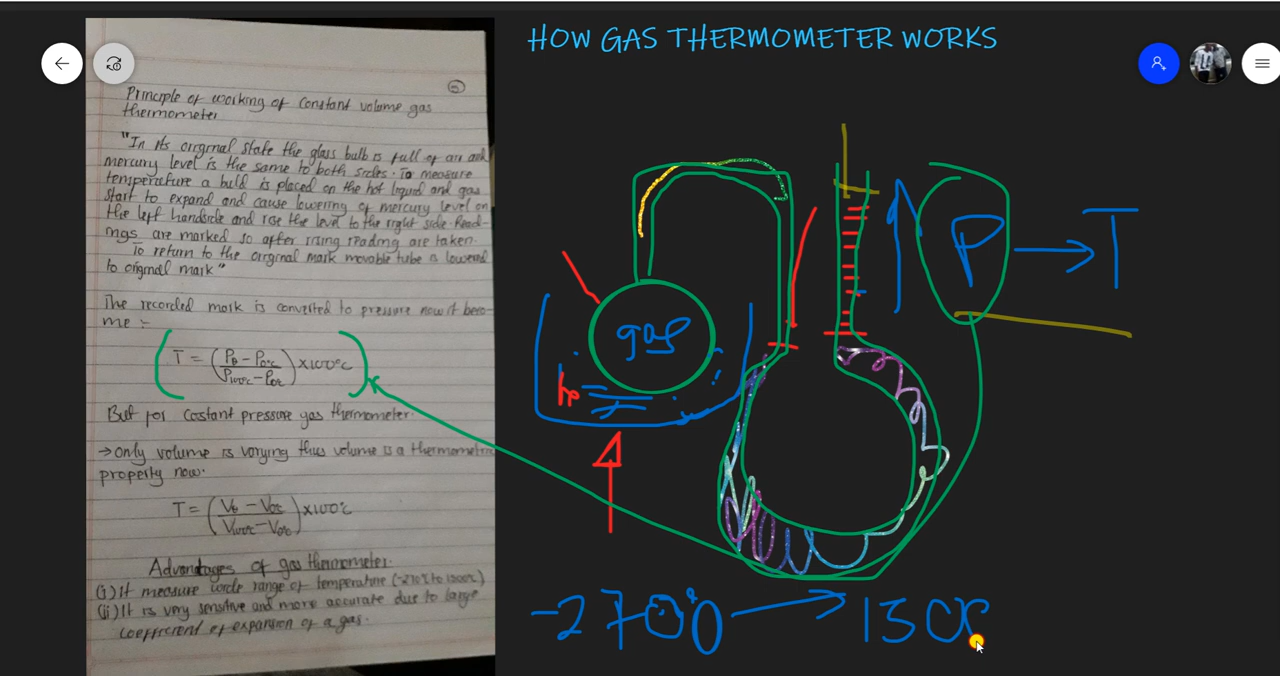 HOW GAS THERMOMETER WORKS
5
Principle of working of constant volume gas
thermometer
"In its original state the glass bulb is full of air and
mercury level is the same to both sides. To measure
temperature a buld is placed on the hot liquid and gas
start to expand and cause lowering of mercury level on
the left handside and rise the level to the right side. Read-
ings are marked so after rising reading are taken.
To return to the original mark movable tube is lowered
to original mark"
The recorded mark is converted to pressure now it beco-
me:-
T = (Pθ - P0°C / P100°C - P0°C) ×100°C
But for Costant pressure gas thermometer.
→ only volume is varying thus volume is a thermometric
property now.
T = (Vθ - V0°C / V100°C - V0°C) ×100°C
Advantages of gas thermometer.
(i) It measure wide range of temperature (-270°C to 1500°C)
(ii) It is very sensitive and more accurate due to large
coefficient of expansion of a gas.
gas
P → T